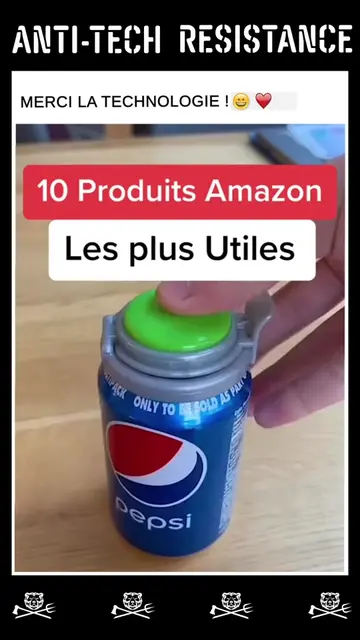 ANTI-TECH RESISTANCE
MERCI LA TECHNOLOGIE ! 😀 ❤️
10 Produits Amazon
Les plus Utiles
ONLY TO BE SOLD AS PART
pepsi